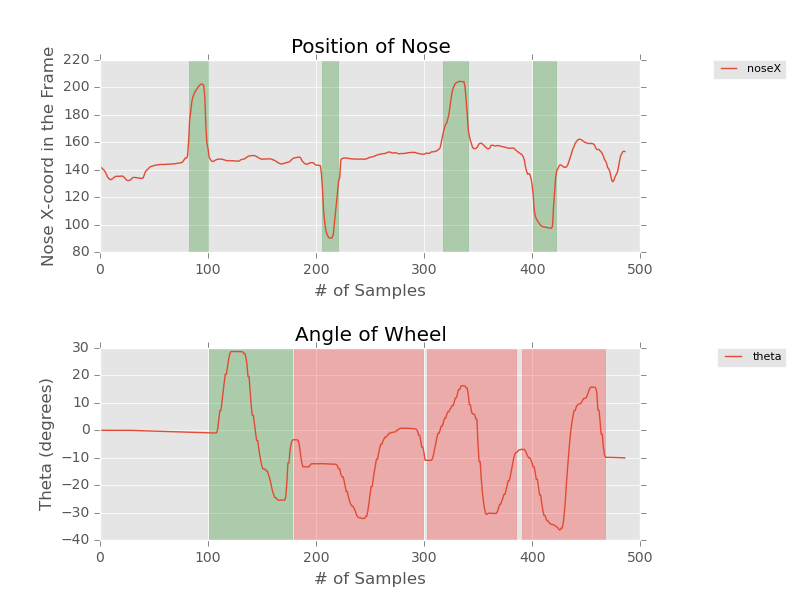 Position of Nose
noseX
Nose X-coord in the Frame
220
200
180
160
140
120
100
80
0 100 200 300 400 500
# of Samples
Angle of Wheel
theta
Theta (degrees)
30
20
10
0
−10
−20
−30
−40
0 100 200 300 400 500
# of Samples